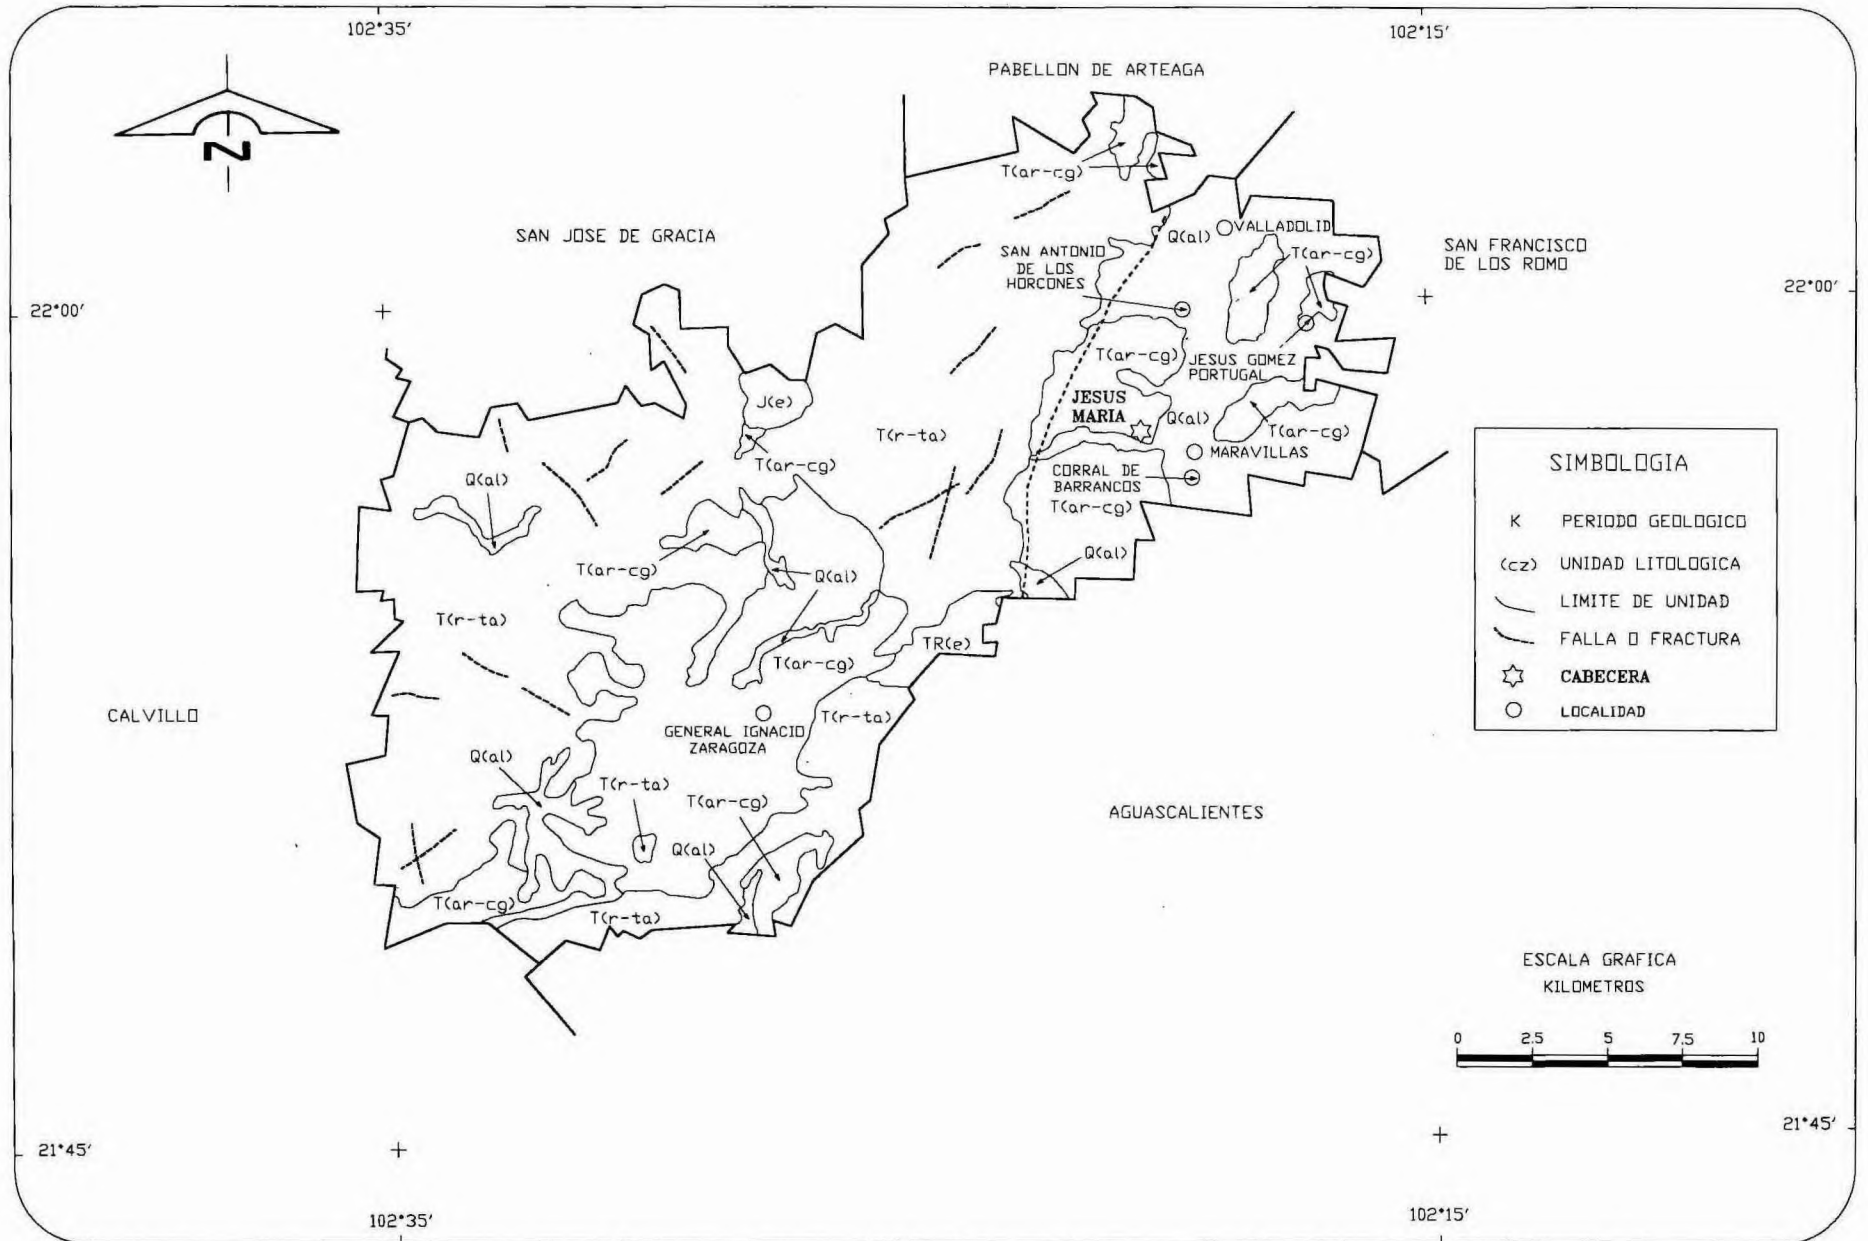 102°35′
102°15′
PABELLON DE ARTEAGA
N
T(ar-cg)
SAN JOSE DE GRACIA
Q(al)
VALLADOLID
SAN ANTONIO
DE LOS
HORCONES
T(ar-cg)
SAN FRANCISCO
DE LOS ROMO
22°00′
22°00′
T(ar-cg)
JESUS GOMEZ
PORTUGAL
J(e)
JESUS
MARIA
Q(al)
T(r-ta)
T(ar-cg)
T(ar-cg)
MARAVILLAS
CORRAL DE
BARRANCOS
Q(al)
T(ar-cg)
Q(al)
T(ar-cg)
Q(al)
T(r-ta)
TR(e)
T(ar-cg)
CALVILLO
GENERAL IGNACIO
ZARAGOZA
T(r-ta)
Q(al)
T(r-ta)
T(ar-cg)
AGUASCALIENTES
Q(al)
T(ar-cg)
T(r-ta)
SIMBOLOGIA
K PERIODO GEOLOGICO
(cz) UNIDAD LITOLOGICA
LIMITE DE UNIDAD
FALLA O FRACTURA
CABECERA
LOCALIDAD
ESCALA GRAFICA
KILOMETROS
0 2.5 5 7.5 10
21°45′
21°45′
102°35′
102°15′